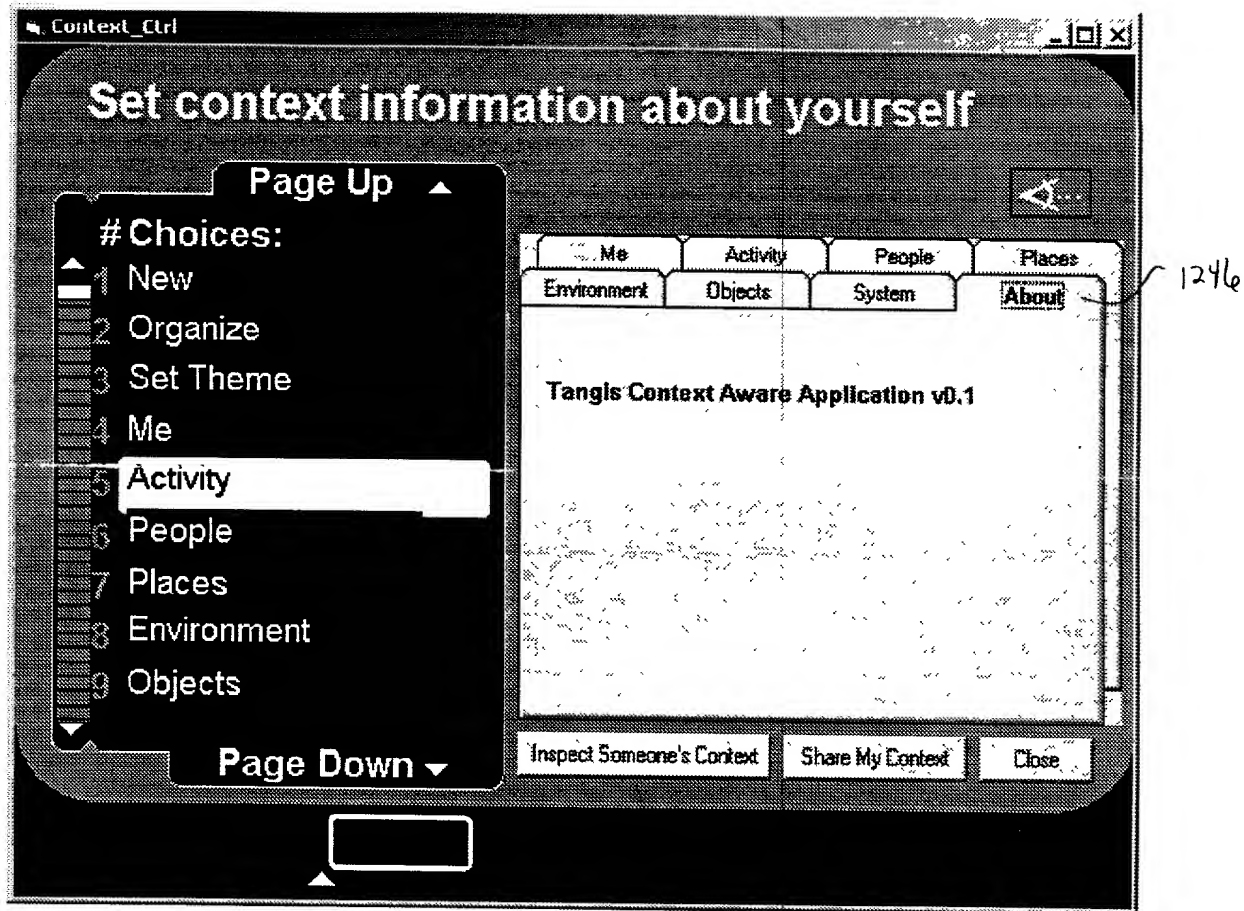 Context_Ctrl
Set context information about yourself
Page Up
# Choices:
1 New
2 Organize
3 Set Theme
4 Me
5 Activity
6 People
7 Places
8 Environment
9 Objects
Page Down
Me Activity People Places
Environment Objects System About
1246
Tangis Context Aware Application v0.1
Inspect Someone's Context Share My Context Close